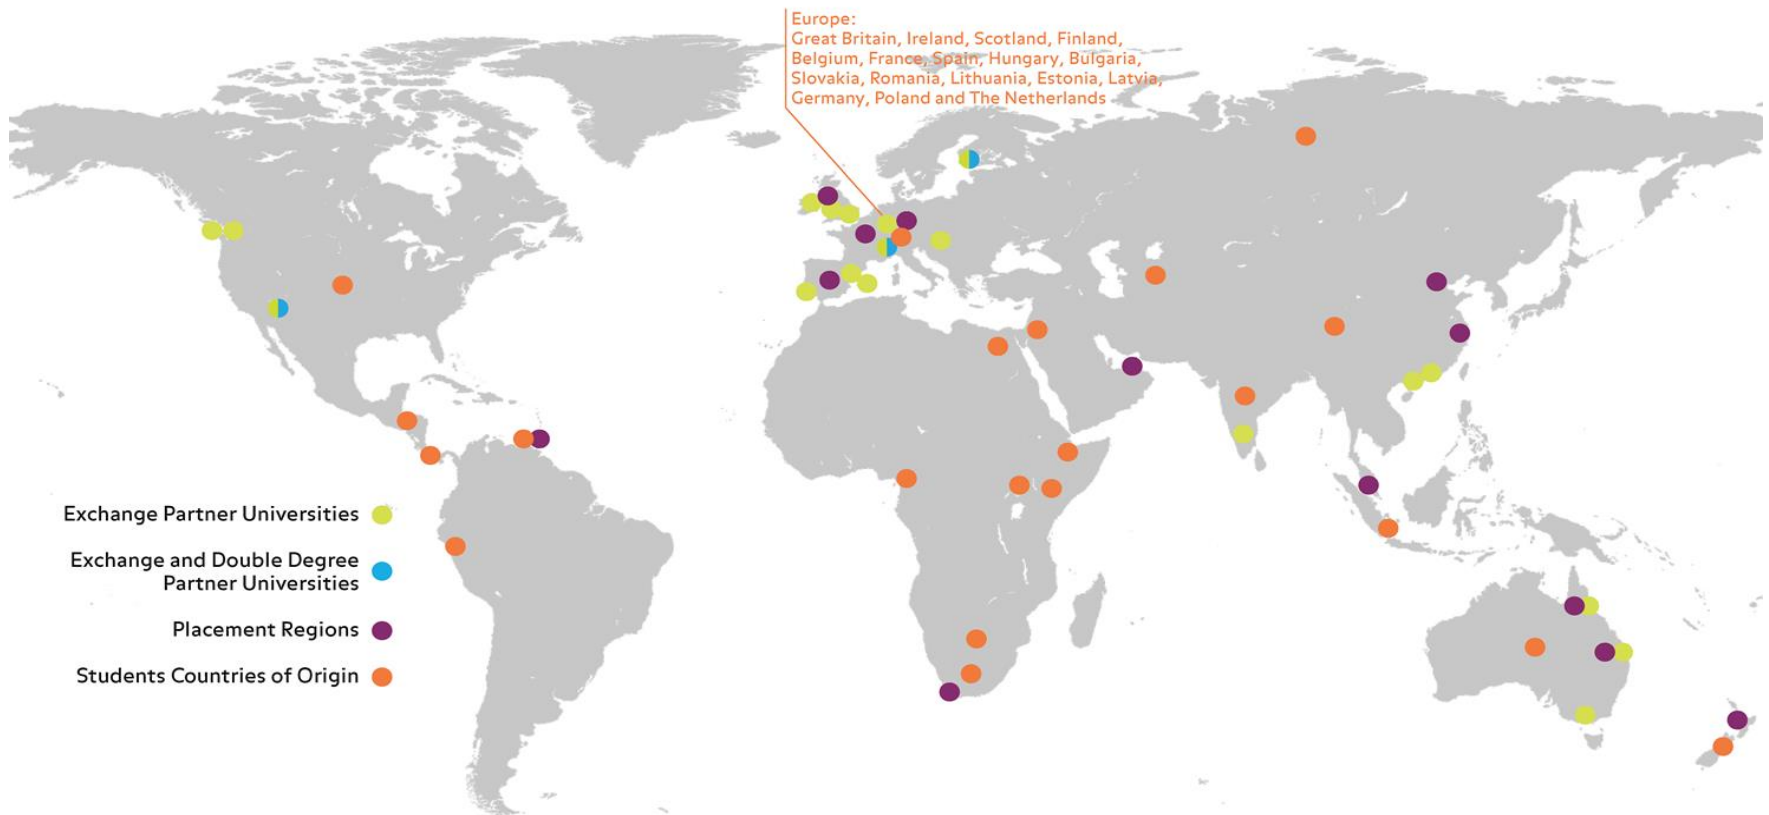 Europe:
Great Britain, Ireland, Scotland, Finland,
Belgium, France, Spain, Hungary, Bulgaria,
Slovakia, Romania, Lithuania, Estonia, Latvia,
Germany, Poland and The Netherlands
Exchange Partner Universities
Exchange and Double Degree
Partner Universities
Placement Regions
Students Countries of Origin